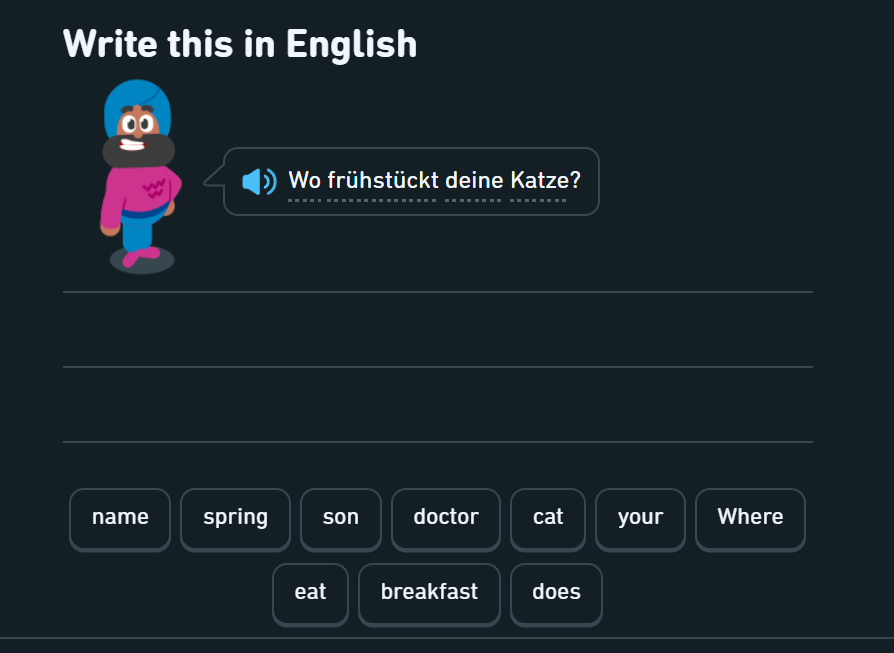 Write this in English
Wo frühstückt deine Katze?
name spring son doctor cat your Where
eat breakfast does